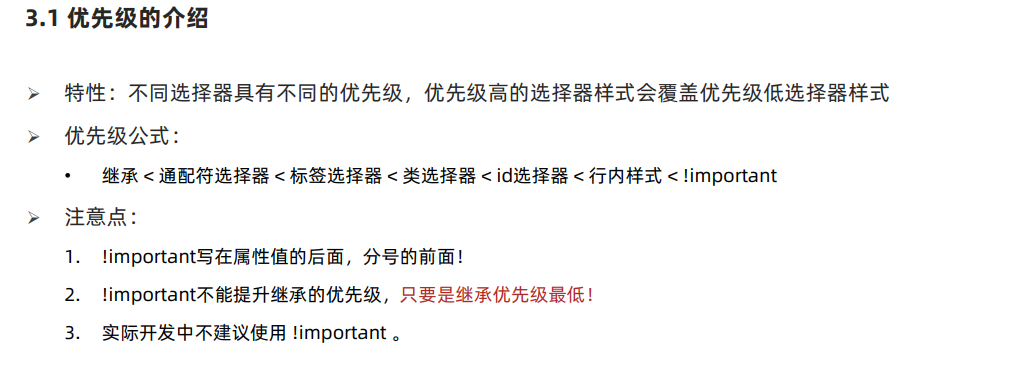 3.1 优先级的介绍
➢ 特性：不同选择器具有不同的优先级，优先级高的选择器样式会覆盖优先级低选择器样式
➢ 优先级公式：
• 继承 < 通配符选择器 < 标签选择器 < 类选择器 < id选择器 < 行内样式 < !important
➢ 注意点：
1. !important写在属性值的后面，分号的前面！
2. !important不能提升继承的优先级，只要是继承优先级最低！
3. 实际开发中不建议使用 !important 。